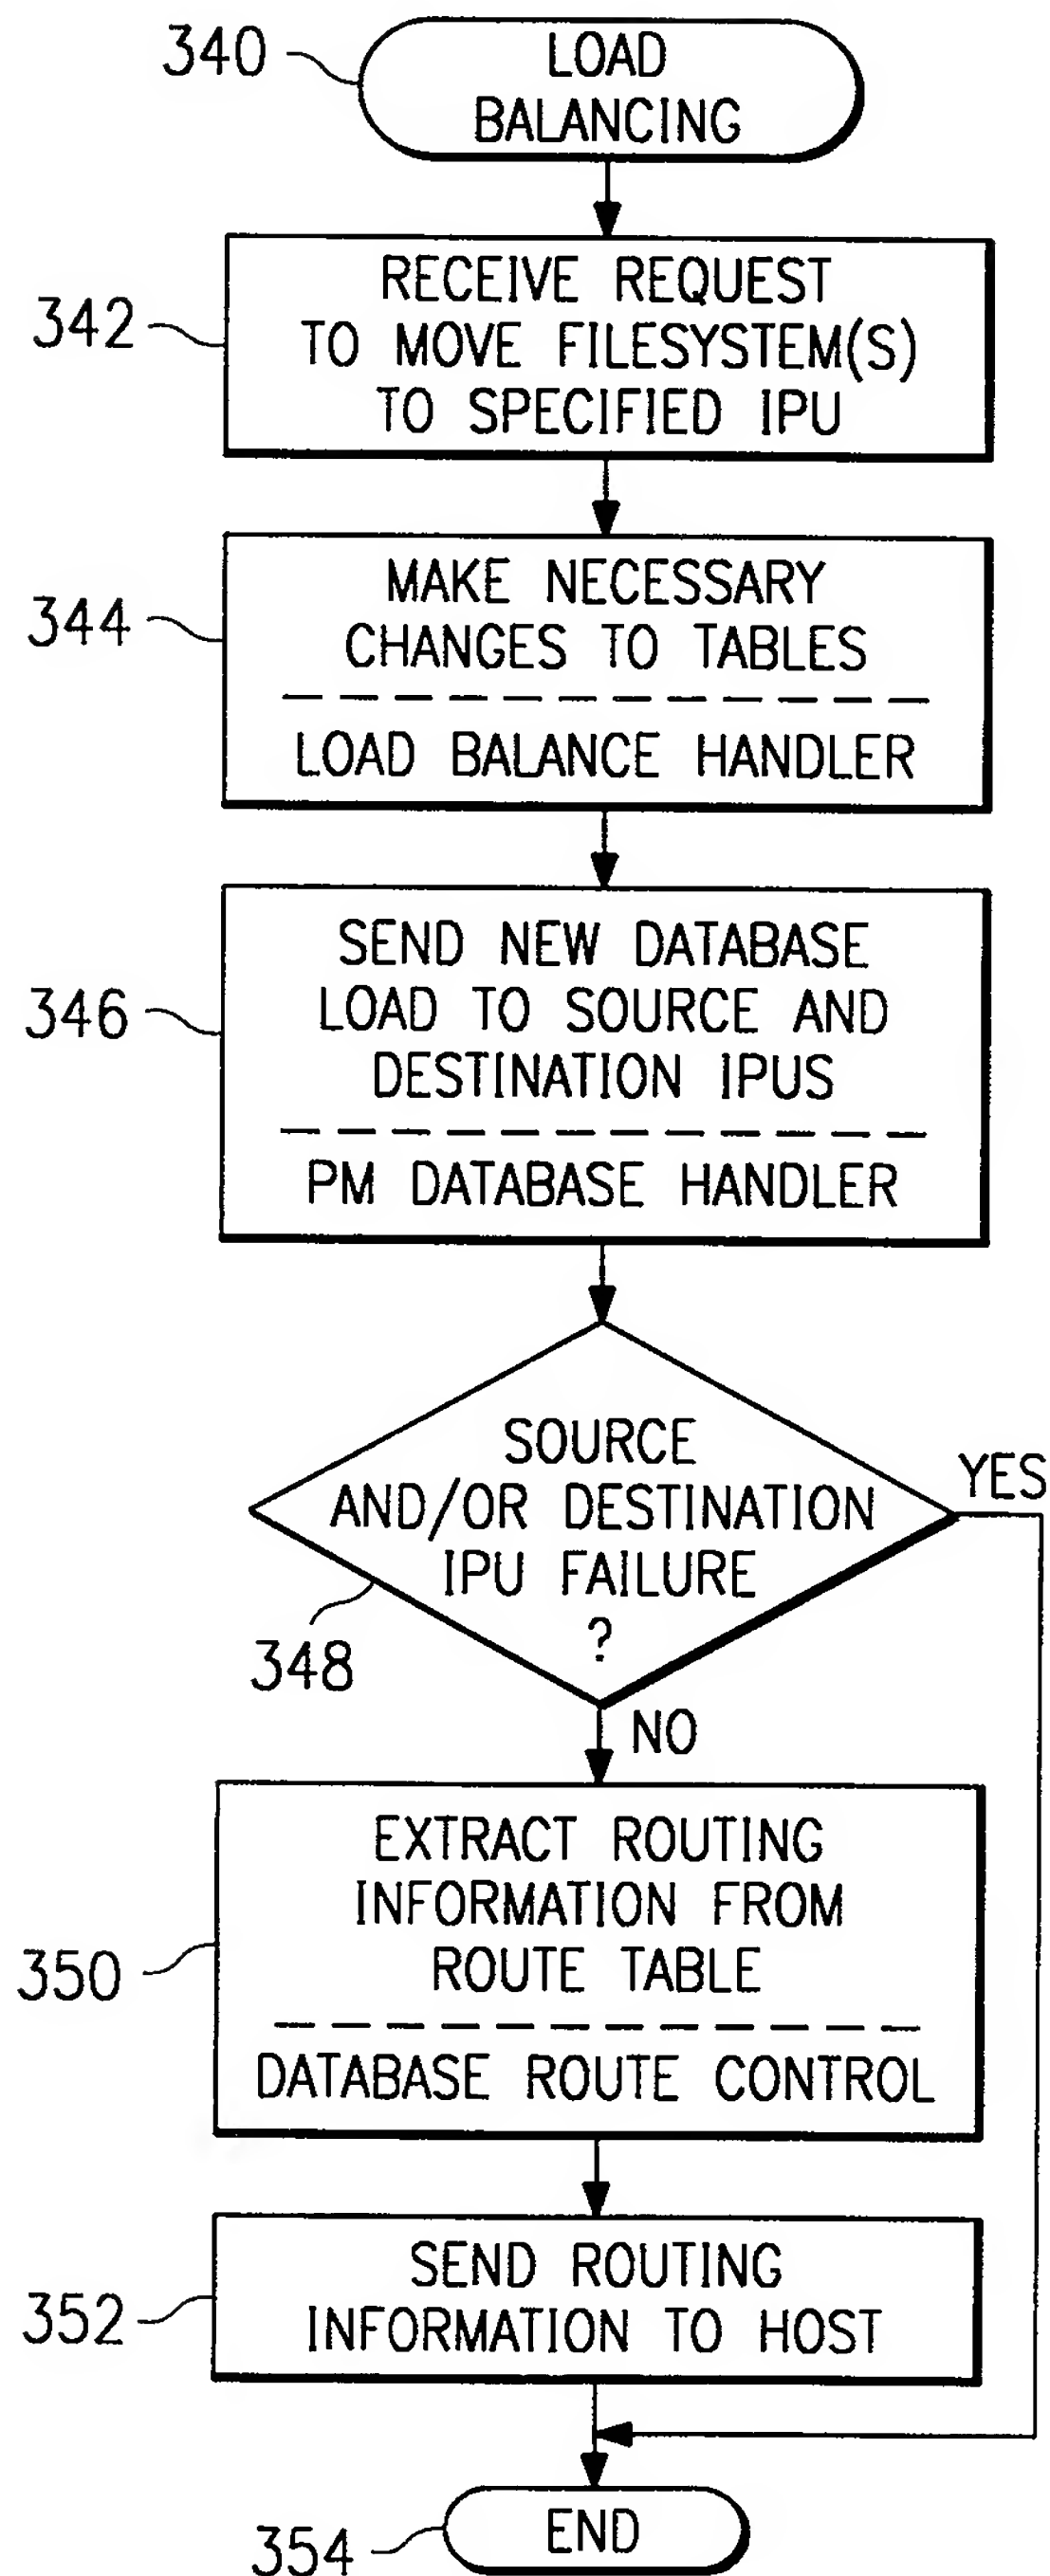 340
LOAD
BALANCING
342
RECEIVE REQUEST
TO MOVE FILESYSTEM(S)
TO SPECIFIED IPU
344
MAKE NECESSARY
CHANGES TO TABLES
LOAD BALANCE HANDLER
346
SEND NEW DATABASE
LOAD TO SOURCE AND
DESTINATION IPUS
PM DATABASE HANDLER
348
SOURCE
AND/OR DESTINATION
IPU FAILURE
?
YES
NO
350
EXTRACT ROUTING
INFORMATION FROM
ROUTE TABLE
DATABASE ROUTE CONTROL
352
SEND ROUTING
INFORMATION TO HOST
354
END